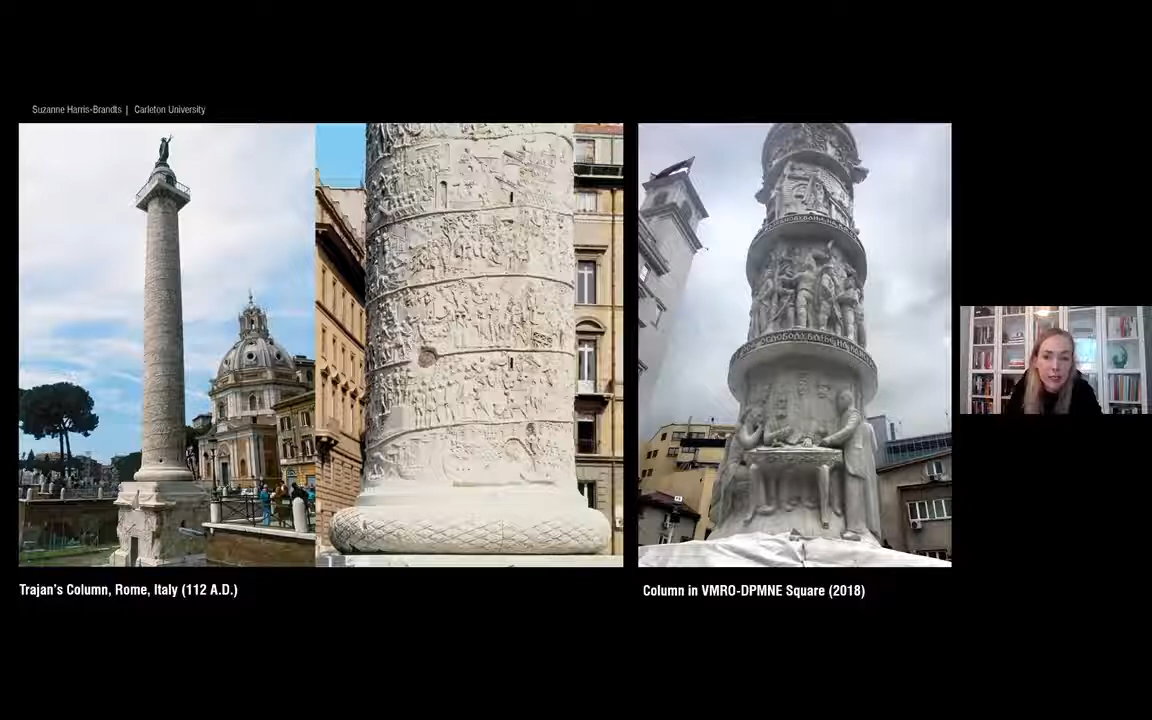 Suzanne Harris-Brandts | Carleton University
Trajan's Column, Rome, Italy (112 A.D.)
Column in VMRO-DPMNE Square (2018)